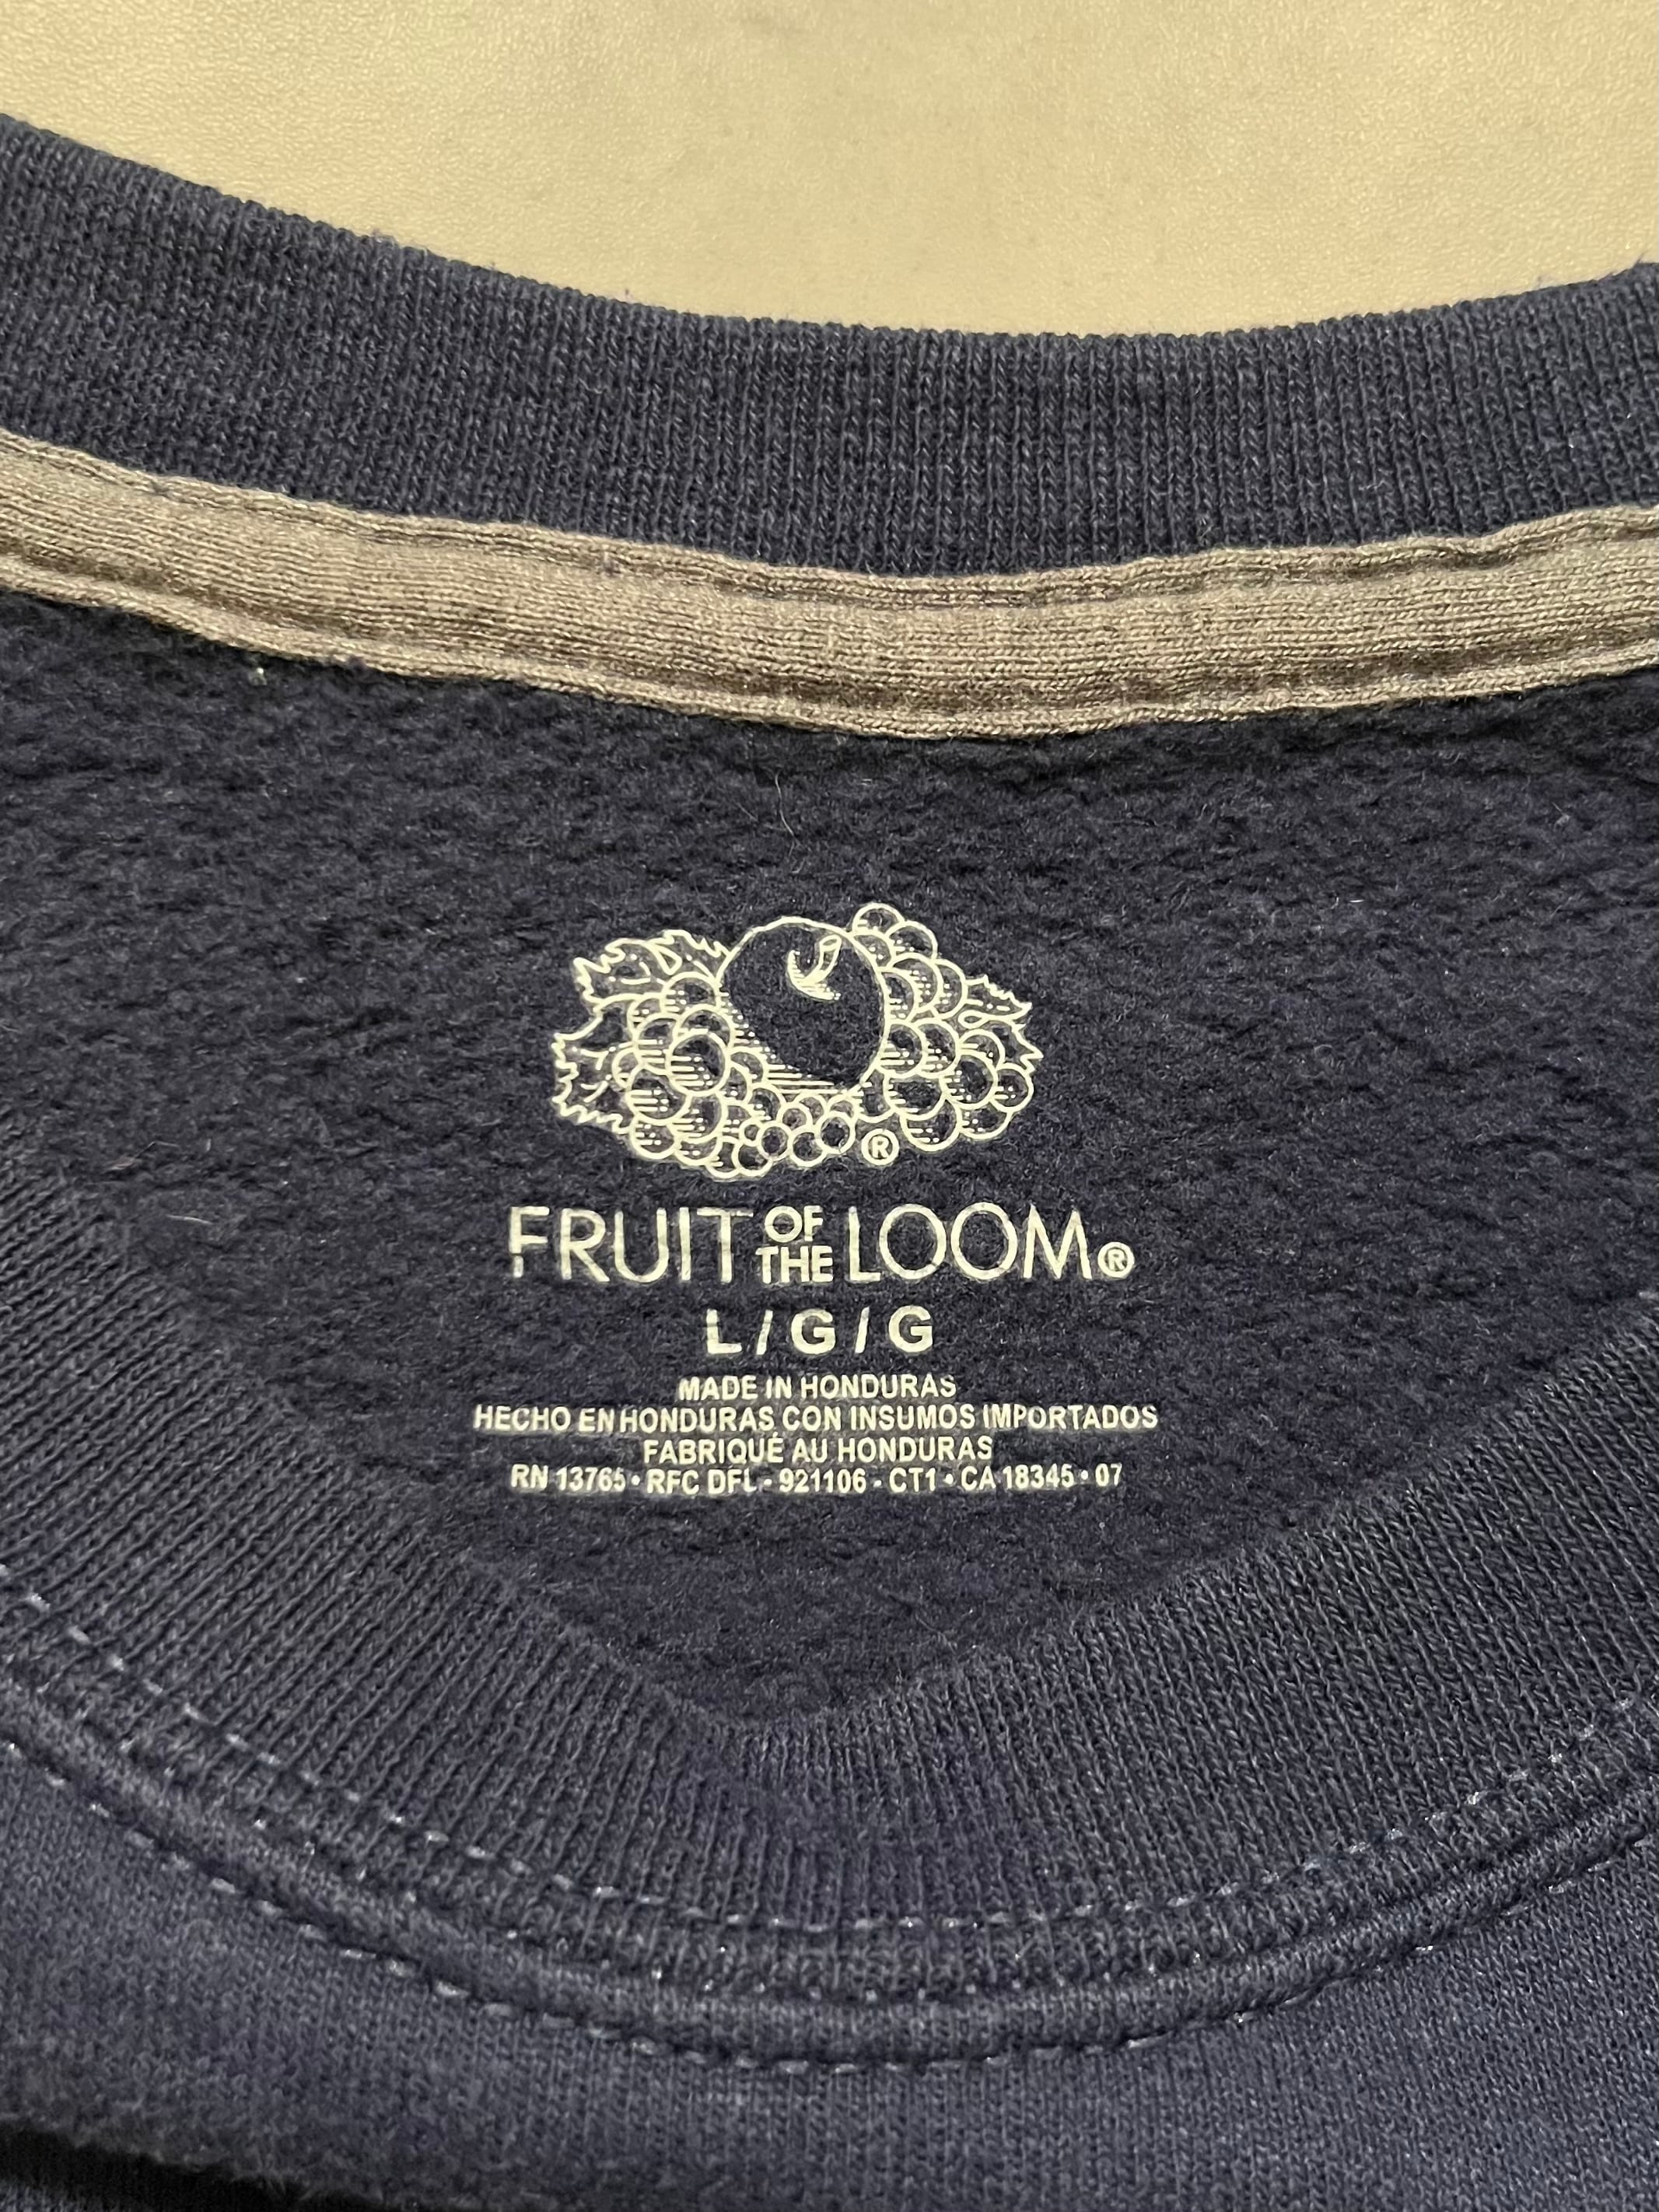 ®
FRUIT OF THE LOOM®
L / G / G
MADE IN HONDURAS
HECHO EN HONDURAS CON INSUMOS IMPORTADOS
FABRIQUÉ AU HONDURAS
RN 13765 • RFC DFL - 921106 - CT1 • CA 18345 • 07